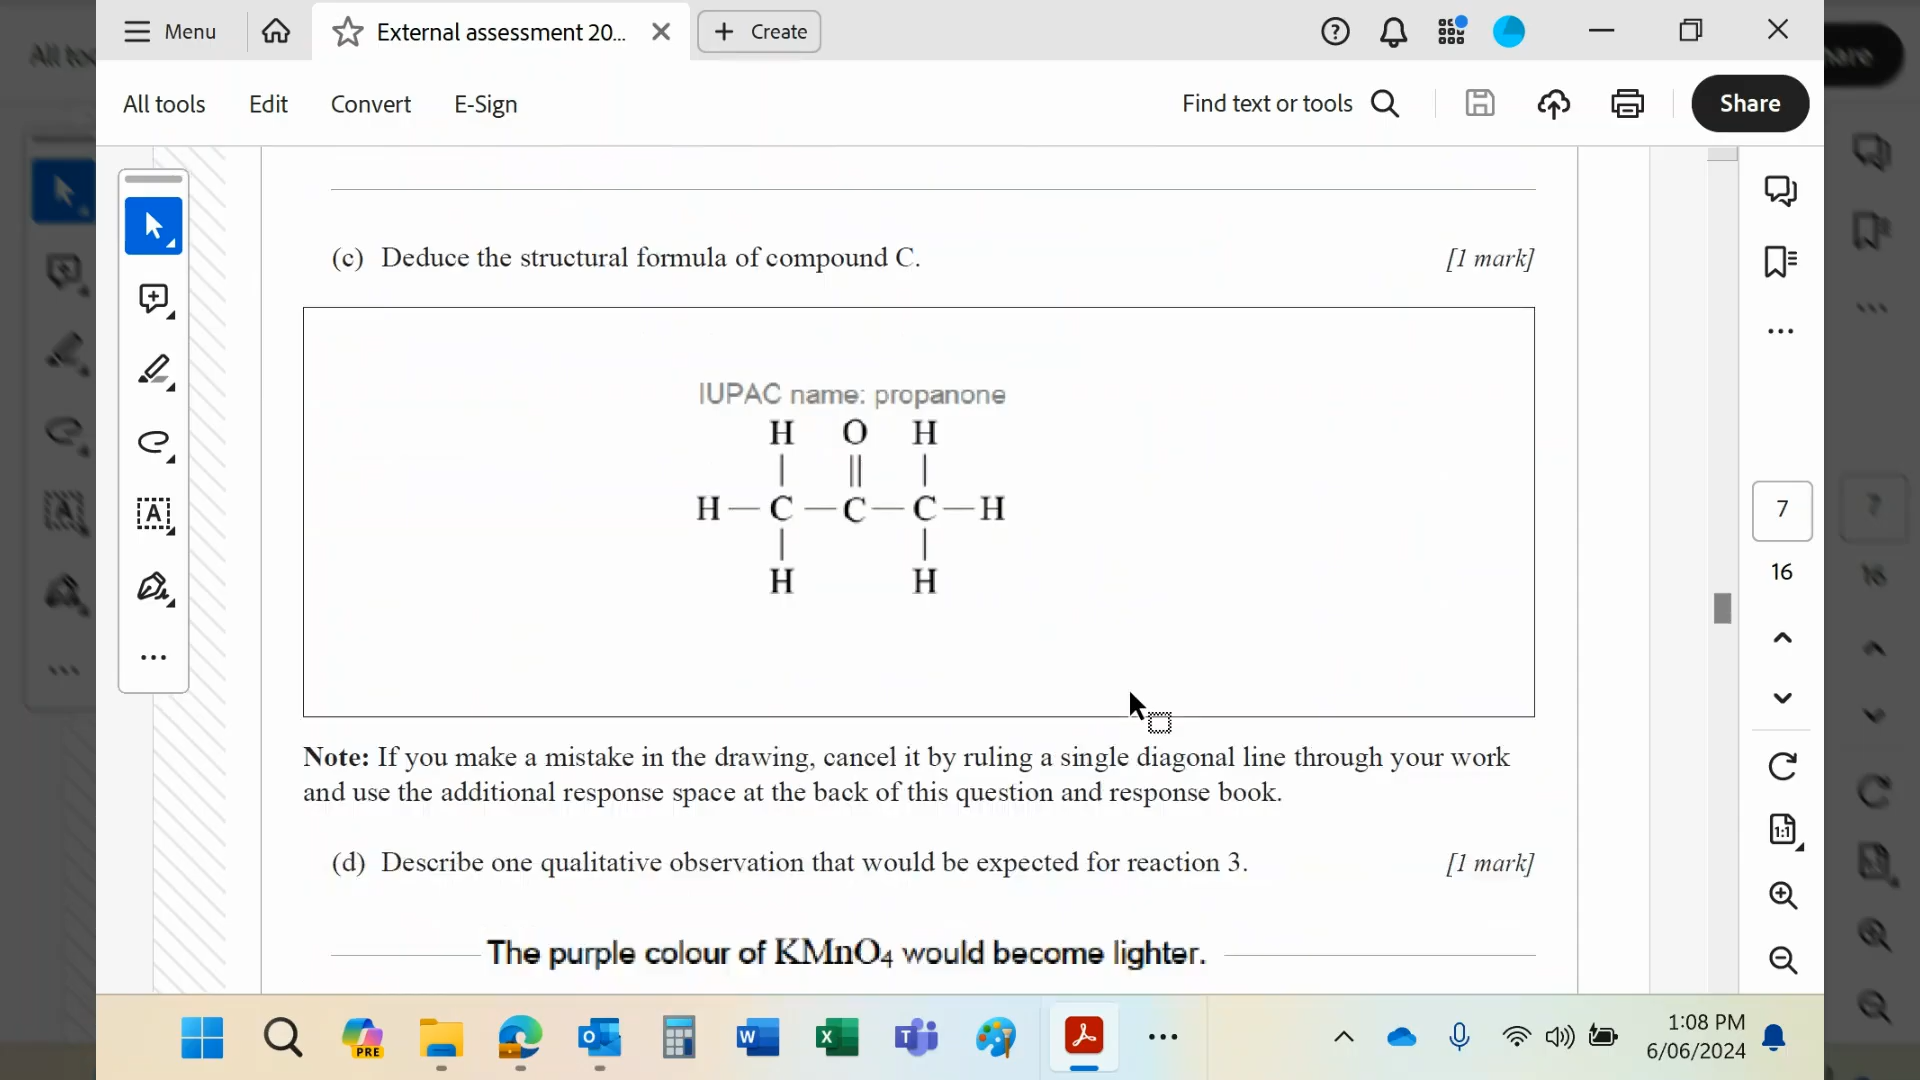 Menu
External assessment 20...
Create
All tools
Edit
Convert
E-Sign
Find text or tools
Share
(c) Deduce the structural formula of compound C. [1 mark]
IUPAC name: propanone
H O H
H C C C H
H H
Note: If you make a mistake in the drawing, cancel it by ruling a single diagonal line through your work
and use the additional response space at the back of this question and response book.
(d) Describe one qualitative observation that would be expected for reaction 3. [1 mark]
The purple colour of KMnO4 would become lighter.
7
16
1:1
PRE
1:08 PM
6/06/2024